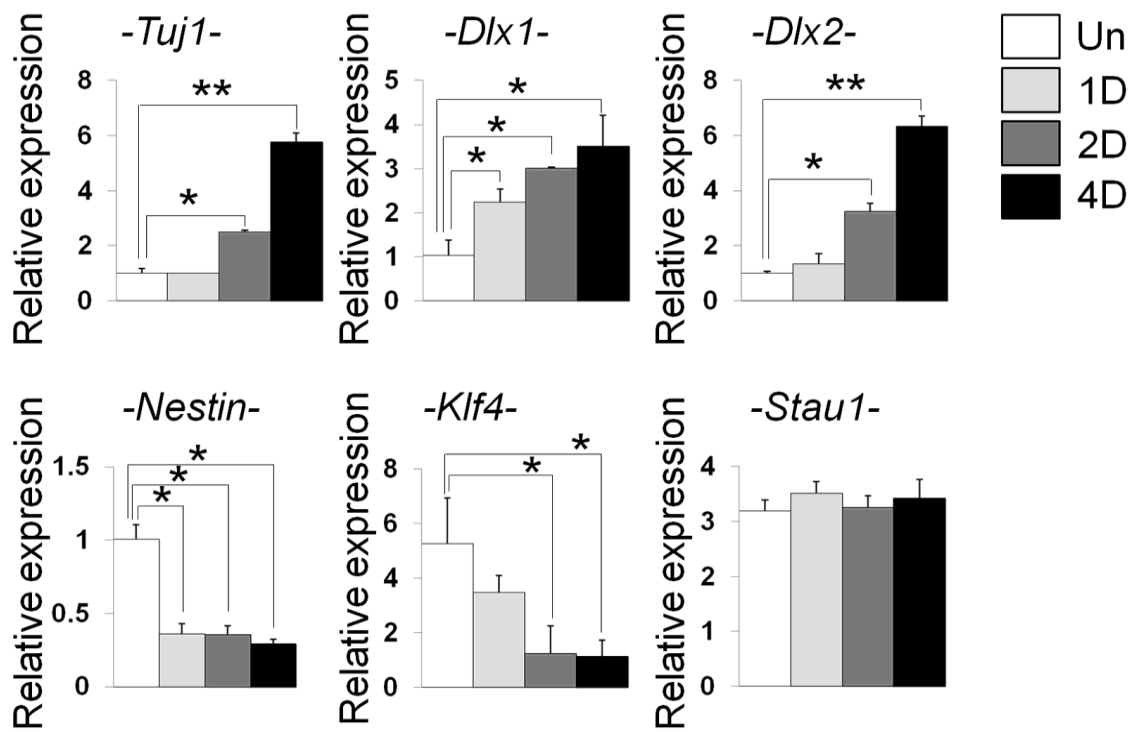 -Tuj1-
Relative expression
8
6
4
2
0
**
*
-Dlx1-
Relative expression
5
4
3
2
1
0
*
*
*
-Dlx2-
Relative expression
8
6
4
2
0
**
*
Un
1D
2D
4D
-Nestin-
Relative expression
1.5
1
0.5
0
*
*
*
-Klf4-
Relative expression
8
6
4
2
0
*
*
-Stau1-
Relative expression
4
3
2
1
0